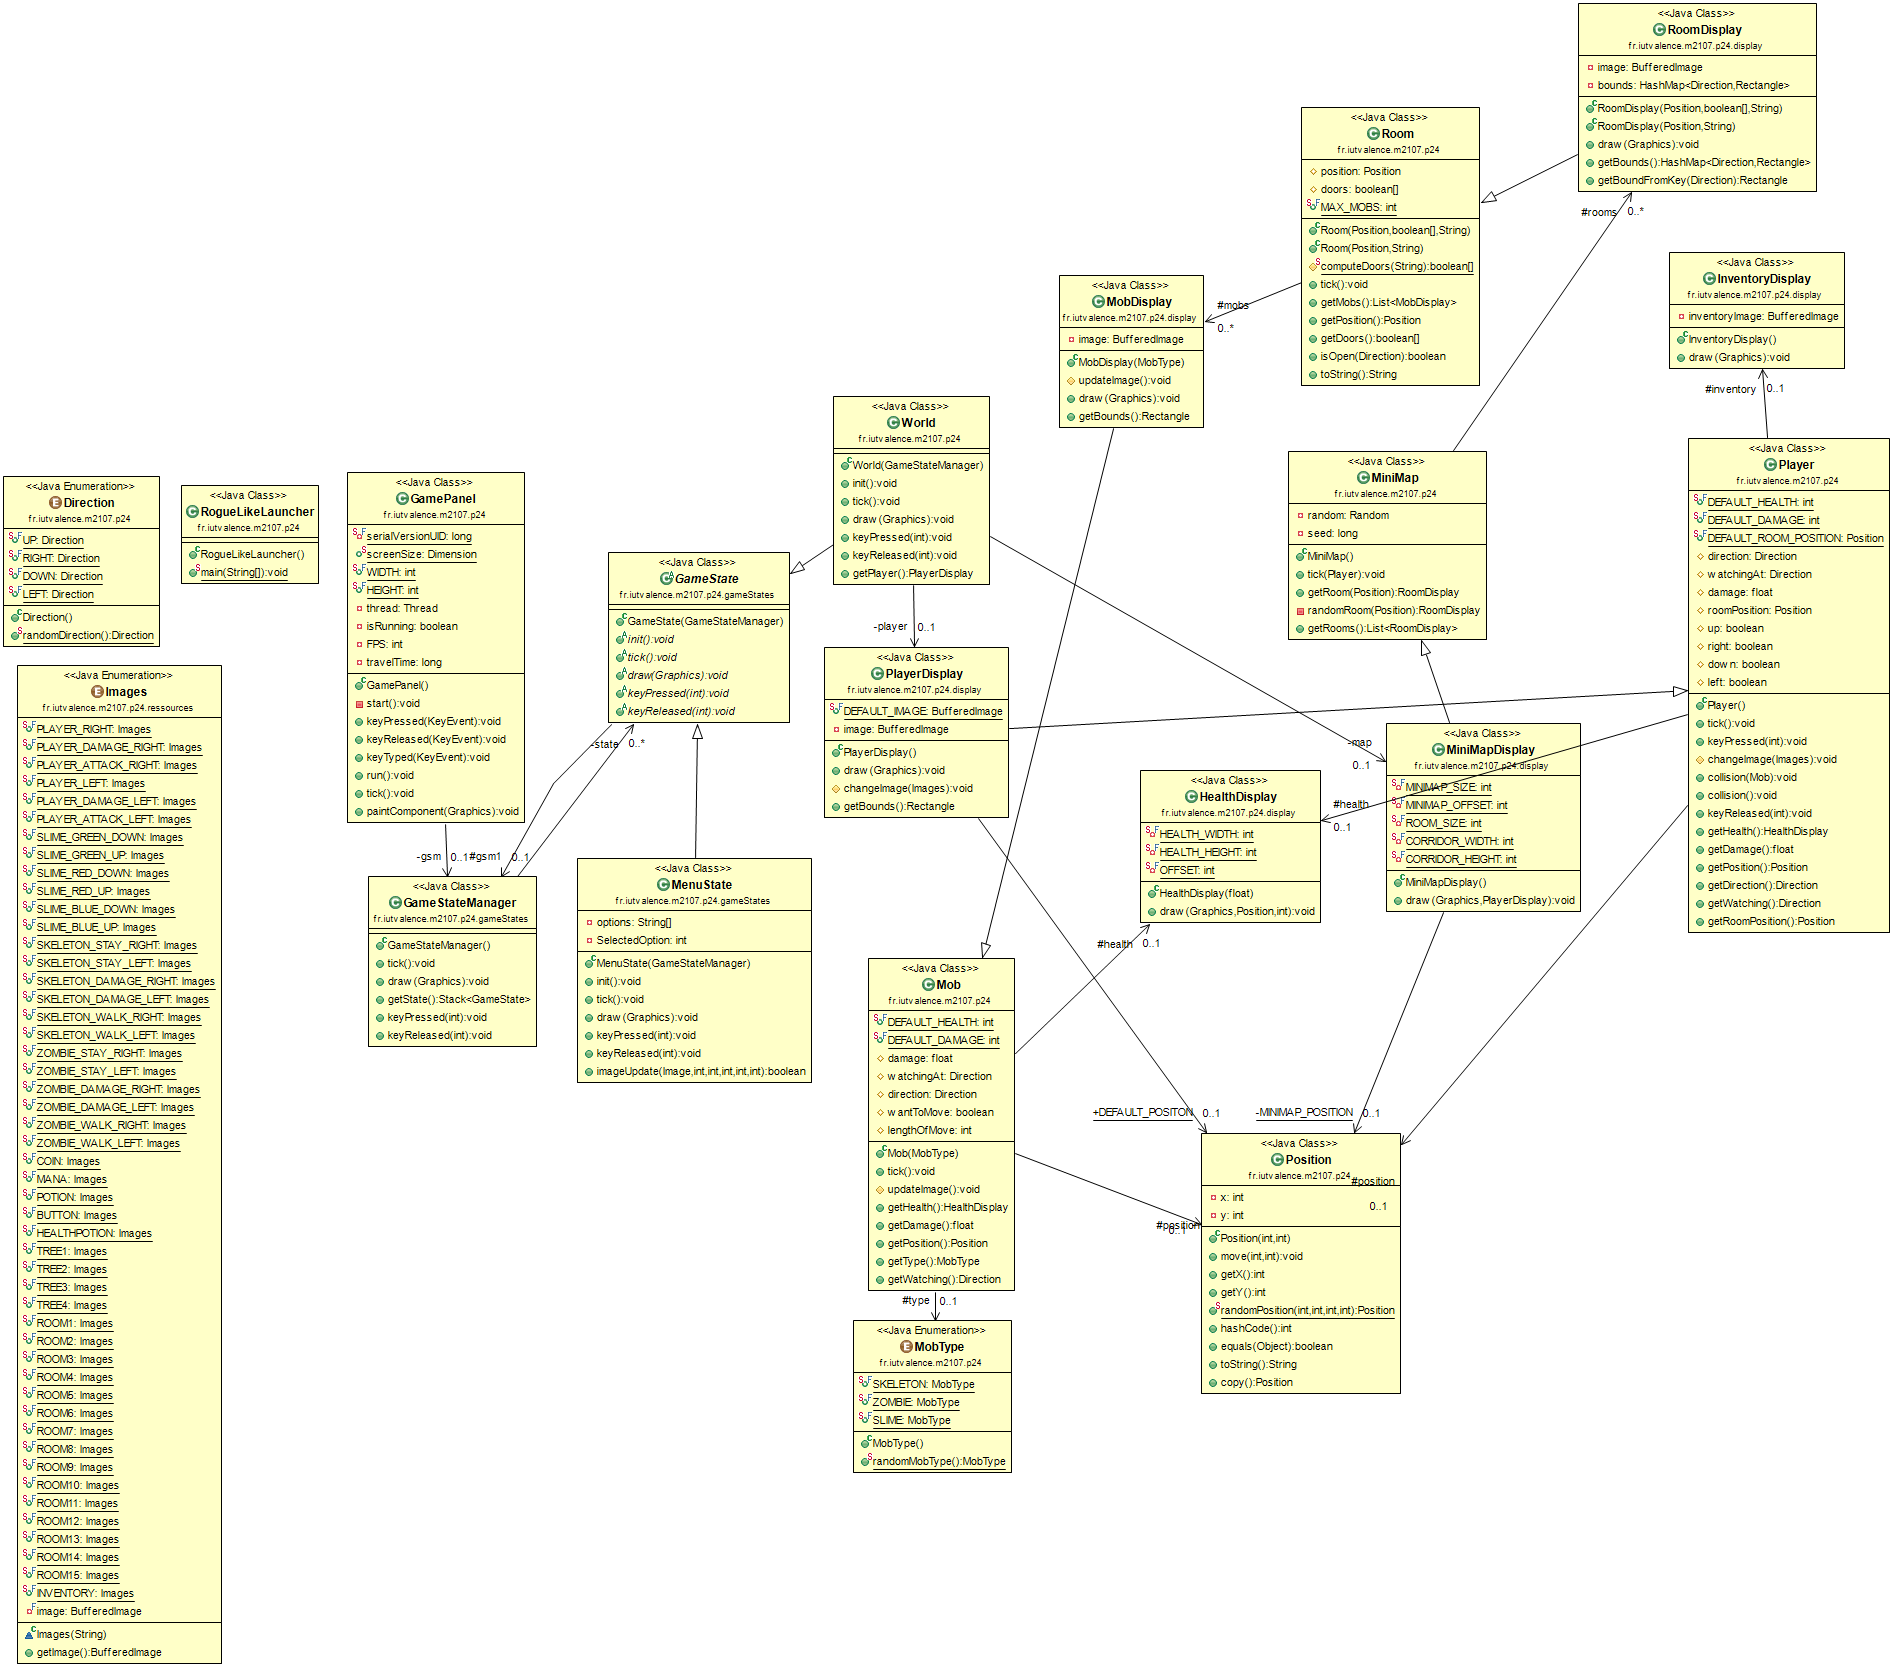 <<Java Class>>
RoomDisplay
fr.iutvalence.m2107.p24.display
image: BufferedImage
bounds: HashMap<Direction,Rectangle>
RoomDisplay(Position,boolean[],String)
RoomDisplay(Position,String)
draw(Graphics):void
getBounds():HashMap<Direction,Rectangle>
getBoundFromKey(Direction):Rectangle
<<Java Class>>
Room
fr.iutvalence.m2107.p24
position: Position
doors: boolean[]
MAX_MOBS: int
Room(Position,boolean[],String)
Room(Position,String)
computeDoors(String):boolean[]
tick():void
getMobs():List<MobDisplay>
getPosition():Position
getDoors():boolean[]
isOpen(Direction):boolean
toString():String
#rooms 0..*
<<Java Class>>
InventoryDisplay
fr.iutvalence.m2107.p24.display
inventoryImage: BufferedImage
InventoryDisplay()
draw(Graphics):void
#inventory 0..1
<<Java Class>>
MobDisplay
fr.iutvalence.m2107.p24.display
image: BufferedImage
MobDisplay(MobType)
updateImage():void
draw(Graphics):void
getBounds():Rectangle
#mobs
0..*
<<Java Class>>
World
fr.iutvalence.m2107.p24
World(GameStateManager)
init():void
tick():void
draw(Graphics):void
keyPressed(int):void
keyReleased(int):void
getPlayer():PlayerDisplay
-player 0..1
<<Java Class>>
MiniMap
fr.iutvalence.m2107.p24
random: Random
seed: long
MiniMap()
tick(Player):void
getRoom(Position):RoomDisplay
randomRoom(Position):RoomDisplay
getRooms():List<RoomDisplay>
<<Java Class>>
Player
fr.iutvalence.m2107.p24
DEFAULT_HEALTH: int
DEFAULT_DAMAGE: int
DEFAULT_ROOM_POSITION: Position
direction: Direction
watchingAt: Direction
damage: float
roomPosition: Position
up: boolean
right: boolean
down: boolean
left: boolean
Player()
tick():void
keyPressed(int):void
changeImage(Images):void
collision(Mob):void
collision():void
keyReleased(int):void
getHealth():HealthDisplay
getDamage():float
getPosition():Position
getDirection():Direction
getWatching():Direction
getRoomPosition():Position
<<Java Enumeration>>
Direction
fr.iutvalence.m2107.p24
UP: Direction
RIGHT: Direction
DOWN: Direction
LEFT: Direction
Direction()
randomDirection():Direction
<<Java Class>>
RogueLikeLauncher
fr.iutvalence.m2107.p24
RogueLikeLauncher()
main(String[]):void
<<Java Class>>
GamePanel
fr.iutvalence.m2107.p24
serialVersionUID: long
screenSize: Dimension
WIDTH: int
HEIGHT: int
thread: Thread
isRunning: boolean
FPS: int
travelTime: long
GamePanel()
start():void
keyPressed(KeyEvent):void
keyReleased(KeyEvent):void
keyTyped(KeyEvent):void
run():void
tick():void
paintComponent(Graphics):void
-gsm 0..1
<<Java Class>>
GameState
fr.iutvalence.m2107.p24.gameStates
GameState(GameStateManager)
init():void
tick():void
draw(Graphics):void
keyPressed(int):void
keyReleased(int):void
-state 0..*
#gsm1 0..1
<<Java Class>>
PlayerDisplay
fr.iutvalence.m2107.p24.display
DEFAULT_IMAGE: BufferedImage
image: BufferedImage
PlayerDisplay()
draw(Graphics):void
changeImage(Images):void
getBounds():Rectangle
-map
0..1
<<Java Class>>
MiniMapDisplay
fr.iutvalence.m2107.p24.display
MINIMAP_SIZE: int
MINIMAP_OFFSET: int
ROOM_SIZE: int
CORRIDOR_WIDTH: int
CORRIDOR_HEIGHT: int
MiniMapDisplay()
draw(Graphics,PlayerDisplay):void
<<Java Class>>
HealthDisplay
fr.iutvalence.m2107.p24.display
HEALTH_WIDTH: int
HEALTH_HEIGHT: int
OFFSET: int
HealthDisplay(float)
draw(Graphics,Position,int):void
#health
0..1
#health 0..1
<<Java Class>>
GameStateManager
fr.iutvalence.m2107.p24.gameStates
GameStateManager()
tick():void
draw(Graphics):void
getState():Stack<GameState>
keyPressed(int):void
keyReleased(int):void
<<Java Class>>
MenuState
fr.iutvalence.m2107.p24.gameStates
options: String[]
SelectedOption: int
MenuState(GameStateManager)
init():void
tick():void
draw(Graphics):void
keyPressed(int):void
keyReleased(int):void
imageUpdate(Image,int,int,int,int,int):boolean
<<Java Class>>
Mob
fr.iutvalence.m2107.p24
DEFAULT_HEALTH: int
DEFAULT_DAMAGE: int
damage: float
watchingAt: Direction
direction: Direction
wantToMove: boolean
lengthOfMove: int
Mob(MobType)
tick():void
updateImage():void
getHealth():HealthDisplay
getDamage():float
getPosition():Position
getType():MobType
getWatching():Direction
#type 0..1
+DEFAULT_POSITON 0..1
-MINIMAP_POSITION 0..1
#position
0..1
<<Java Class>>
Position
fr.iutvalence.m2107.p24
#position
0..1
x: int
y: int
Position(int,int)
move(int,int):void
getX():int
getY():int
randomPosition(int,int,int,int):Position
hashCode():int
equals(Object):boolean
toString():String
copy():Position
<<Java Enumeration>>
MobType
fr.iutvalence.m2107.p24
SKELETON: MobType
ZOMBIE: MobType
SLIME: MobType
MobType()
randomMobType():MobType
<<Java Enumeration>>
Images
fr.iutvalence.m2107.p24.ressources
PLAYER_RIGHT: Images
PLAYER_DAMAGE_RIGHT: Images
PLAYER_ATTACK_RIGHT: Images
PLAYER_LEFT: Images
PLAYER_DAMAGE_LEFT: Images
PLAYER_ATTACK_LEFT: Images
SLIME_GREEN_DOWN: Images
SLIME_GREEN_UP: Images
SLIME_RED_DOWN: Images
SLIME_RED_UP: Images
SLIME_BLUE_DOWN: Images
SLIME_BLUE_UP: Images
SKELETON_STAY_RIGHT: Images
SKELETON_STAY_LEFT: Images
SKELETON_DAMAGE_RIGHT: Images
SKELETON_DAMAGE_LEFT: Images
SKELETON_WALK_RIGHT: Images
SKELETON_WALK_LEFT: Images
ZOMBIE_STAY_RIGHT: Images
ZOMBIE_STAY_LEFT: Images
ZOMBIE_DAMAGE_RIGHT: Images
ZOMBIE_DAMAGE_LEFT: Images
ZOMBIE_WALK_RIGHT: Images
ZOMBIE_WALK_LEFT: Images
COIN: Images
MANA: Images
POTION: Images
BUTTON: Images
HEALTHPOTION: Images
TREE1: Images
TREE2: Images
TREE3: Images
TREE4: Images
ROOM1: Images
ROOM2: Images
ROOM3: Images
ROOM4: Images
ROOM5: Images
ROOM6: Images
ROOM7: Images
ROOM8: Images
ROOM9: Images
ROOM10: Images
ROOM11: Images
ROOM12: Images
ROOM13: Images
ROOM14: Images
ROOM15: Images
INVENTORY: Images
image: BufferedImage
Images(String)
getImage():BufferedImage